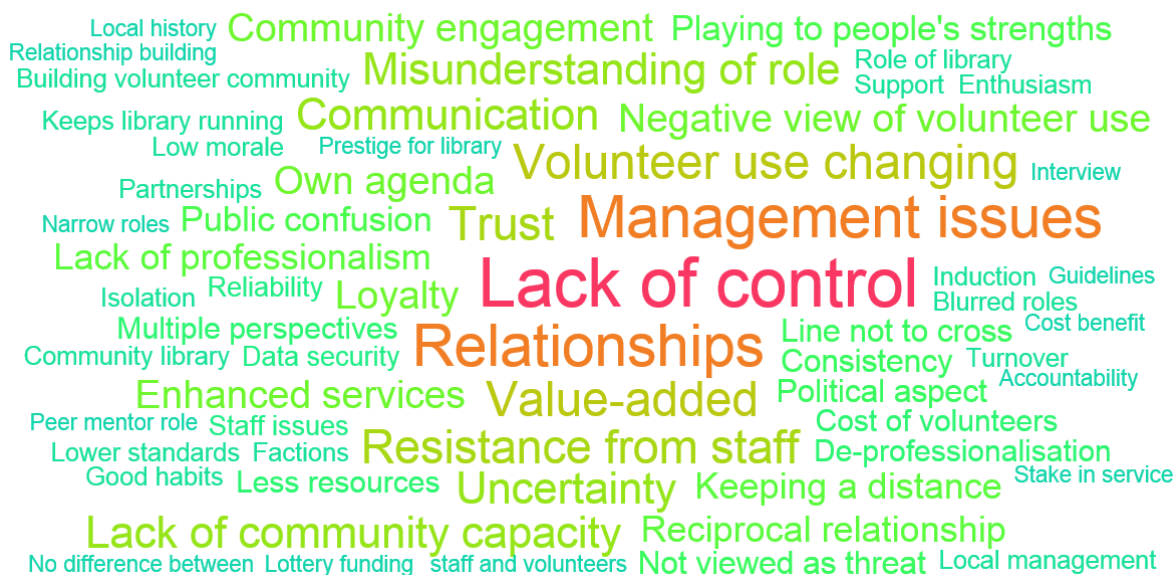 Local history
Community engagement
Playing to people's strengths
Relationship building
Building volunteer community
Misunderstanding of role
Role of library
Support
Enthusiasm
Keeps library running
Communication
Negative view of volunteer use
Low morale
Prestige for library
Volunteer use changing
Interview
Partnerships
Own agenda
Narrow roles
Public confusion
Trust
Management issues
Lack of professionalism
Isolation
Reliability
Loyalty
Lack of control
Induction
Guidelines
Blurred roles
Multiple perspectives
Relationships
Line not to cross
Cost benefit
Community library
Data security
Consistency
Turnover
Accountability
Enhanced services
Value-added
Political aspect
Peer mentor role
Staff issues
Cost of volunteers
Lower standards
Factions
Resistance from staff
De-professionalisation
Good habits
Less resources
Uncertainty
Keeping a distance
Stake in service
Lack of community capacity
Reciprocal relationship
No difference between
Lottery funding
staff and volunteers
Not viewed as threat
Local management